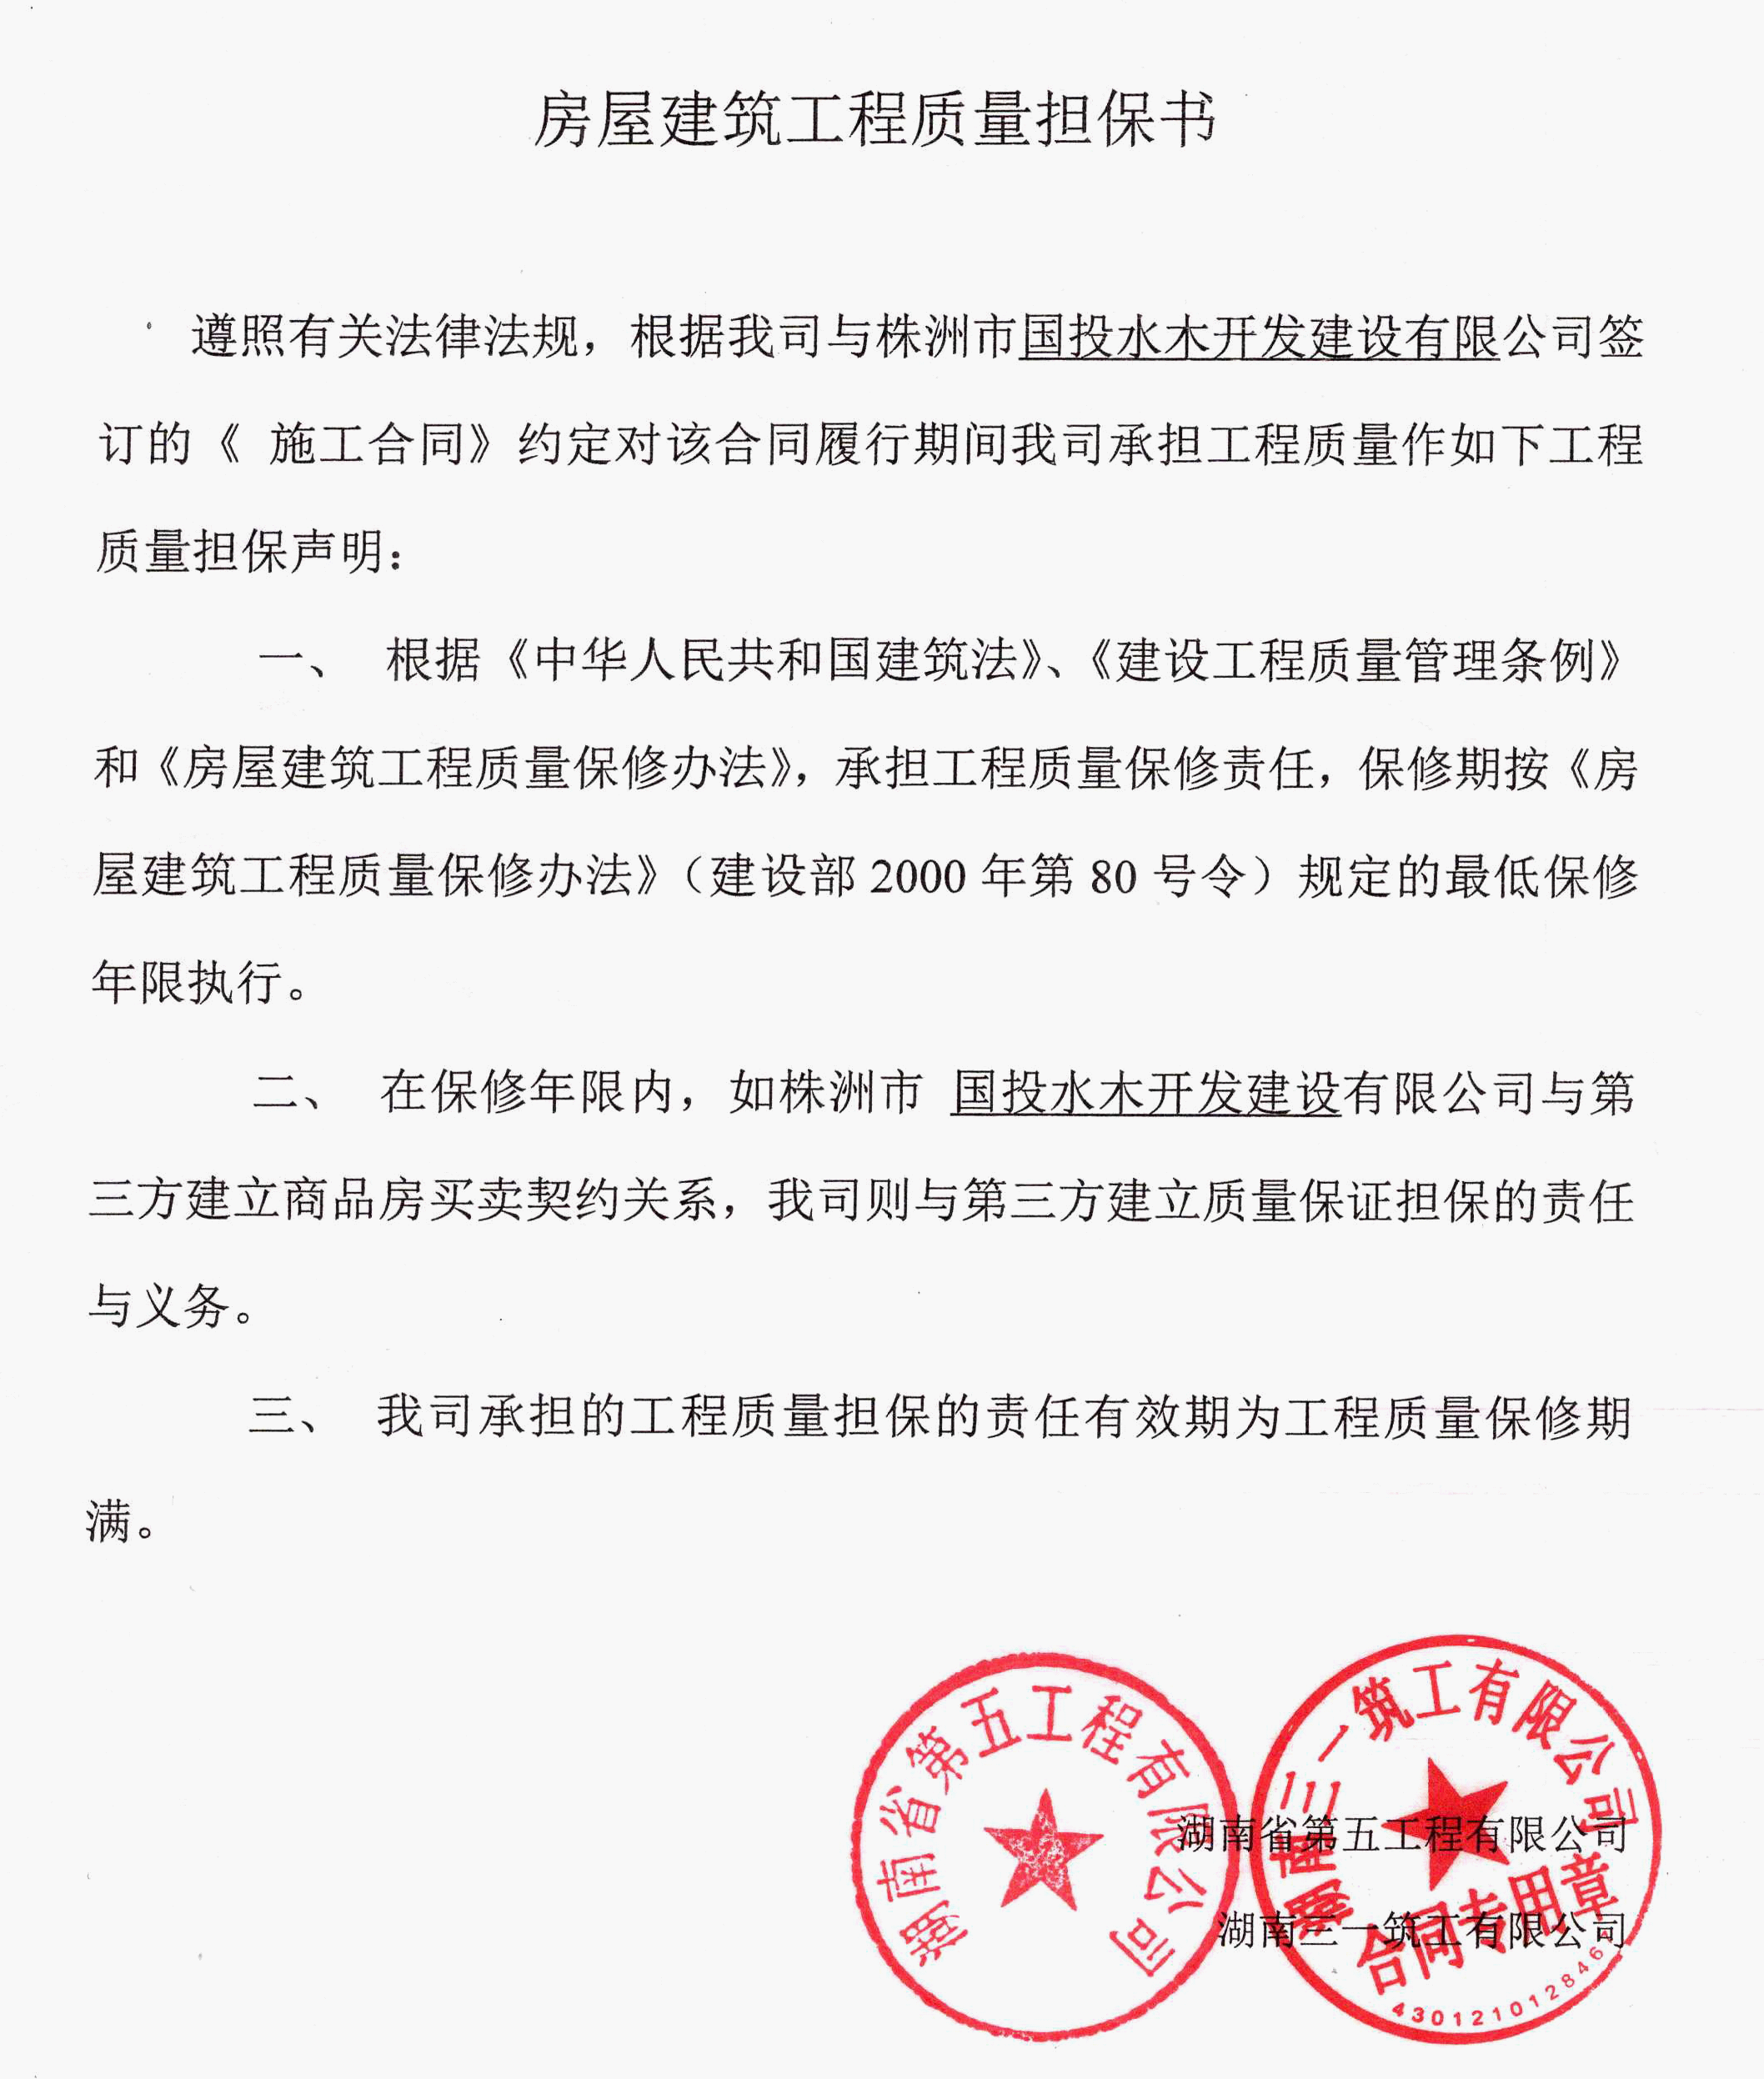 房屋建筑工程质量担保书
遵照有关法律法规，根据我司与株洲市国投水木开发建设有限公司签
订的《 施工合同》约定对该合同履行期间我司承担工程质量作如下工程
质量担保声明：
一、 根据《中华人民共和国建筑法》、《建设工程质量管理条例》
和《房屋建筑工程质量保修办法》，承担工程质量保修责任，保修期按《房
屋建筑工程质量保修办法》（建设部 2000 年第 80 号令）规定的最低保修
年限执行。
二、 在保修年限内，如株洲市 国投水木开发建设有限公司与第
三方建立商品房买卖契约关系，我司则与第三方建立质量保证担保的责任
与义务。
三、 我司承担的工程质量担保的责任有效期为工程质量保修期
满。
湖南省第五工程有限公司
湖南三一筑工有限公司
湖南省第五工程有限公司
湖南三一筑工有限公司
合同专用章